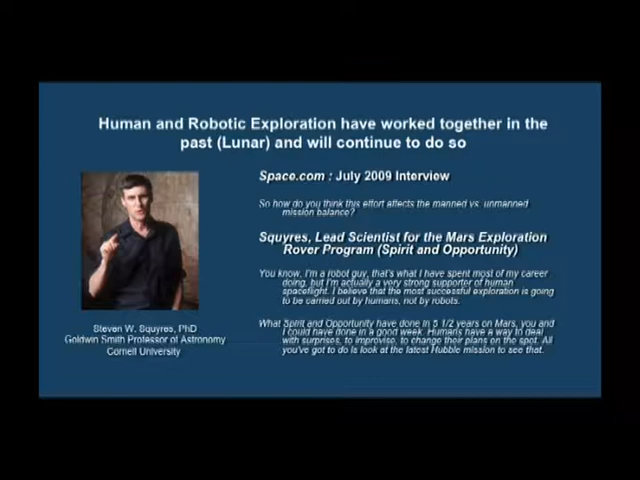 Human and Robotic Exploration have worked together in the
past (Lunar) and will continue to do so
Space.com : July 2009 Interview
So how do you think this effort affects the manned vs. unmanned
mission balance?
Squyres, Lead Scientist for the Mars Exploration
Rover Program (Spirit and Opportunity)
You know, I'm a robot guy, that's what I have spent most of my career
doing, but I'm actually a very strong supporter of human
spaceflight. I believe that the most successful exploration is going
to be carried out by humans, not by robots.
What Spirit and Opportunity have done in 5 1/2 years on Mars, you and
I could have done in a good week. Humans have a way to deal
with surprises, to improvise, to change their plans on the spot. All
you've got to do is look at the latest Hubble mission to see that.
Steven W. Squyres, PhD
Goldwin Smith Professor of Astronomy
Cornell University